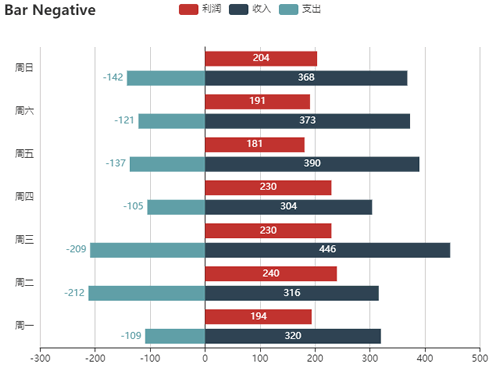 Bar Negative
利润 收入 支出
周日 204
-142 368
周六 191
-121 373
周五 181
-137 390
周四 230
-105 304
周三 230
-209 446
周二 240
-212 316
周一 194
-109 320
-300 -200 -100 0 100 200 300 400 500